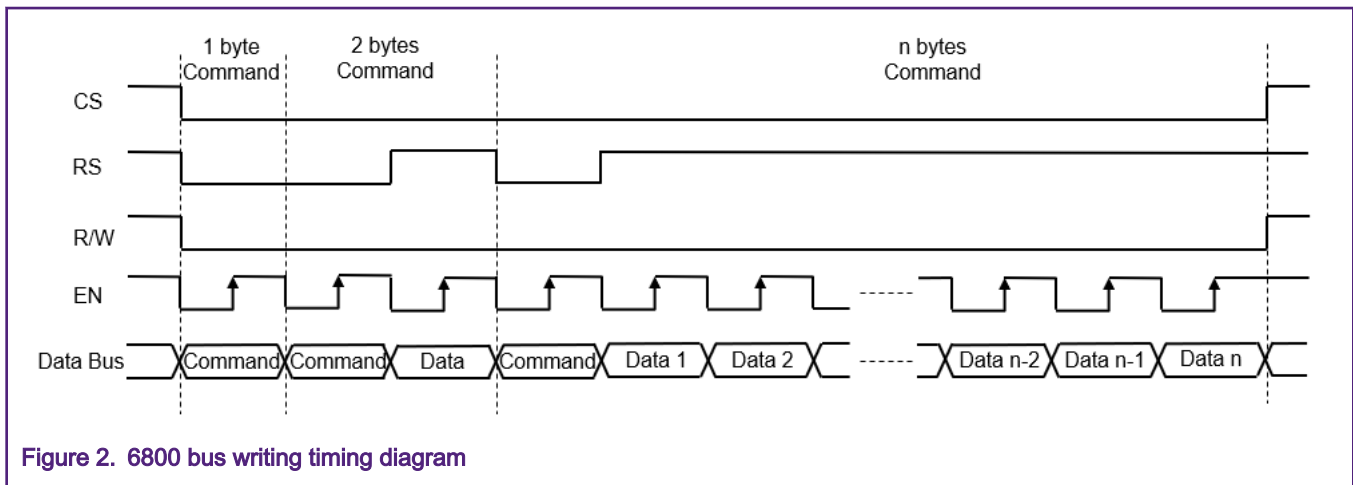 1 byte
Command
2 bytes
Command
n bytes
Command
CS
RS
R/W
EN
Data Bus
Command
Command
Data
Command
Data 1
Data 2
Data n-2
Data n-1
Data n
Figure 2. 6800 bus writing timing diagram